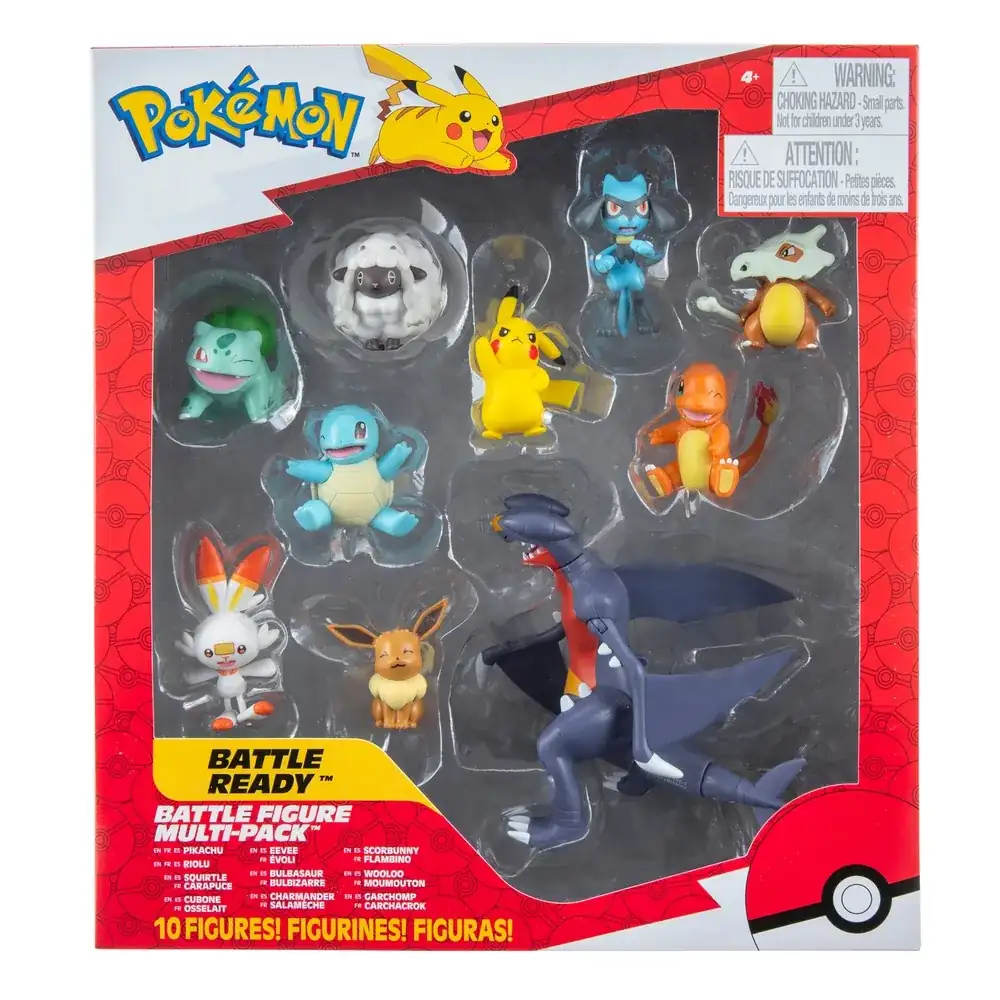 POKÉMON™
4+
WARNING:
CHOKING HAZARD - Small parts.
Not for children under 3 years.
ATTENTION :
RISQUE DE SUFFOCATION - Petites pièces.
Dangereux pour les enfants de moins de trois ans.
BATTLE
READY™
BATTLE FIGURE
MULTI-PACK™
EN FR ES PIKACHU
EN FR ES RIOLU
EN ES SQUIRTLE
FR CARAPUCE
EN ES CUBONE
FR OSSELAIT
EN ES EEVEE
FR ÉVOLI
EN ES BULBASAUR
FR BULBIZARRE
EN ES CHARMANDER
FR SALAMÈCHE
EN ES SCORBUNNY
FR FLAMBINO
EN ES WOOLOO
FR MOUMOUTON
EN ES GARCHOMP
FR CARCHACROK
10 FIGURES! FIGURINES! FIGURAS!